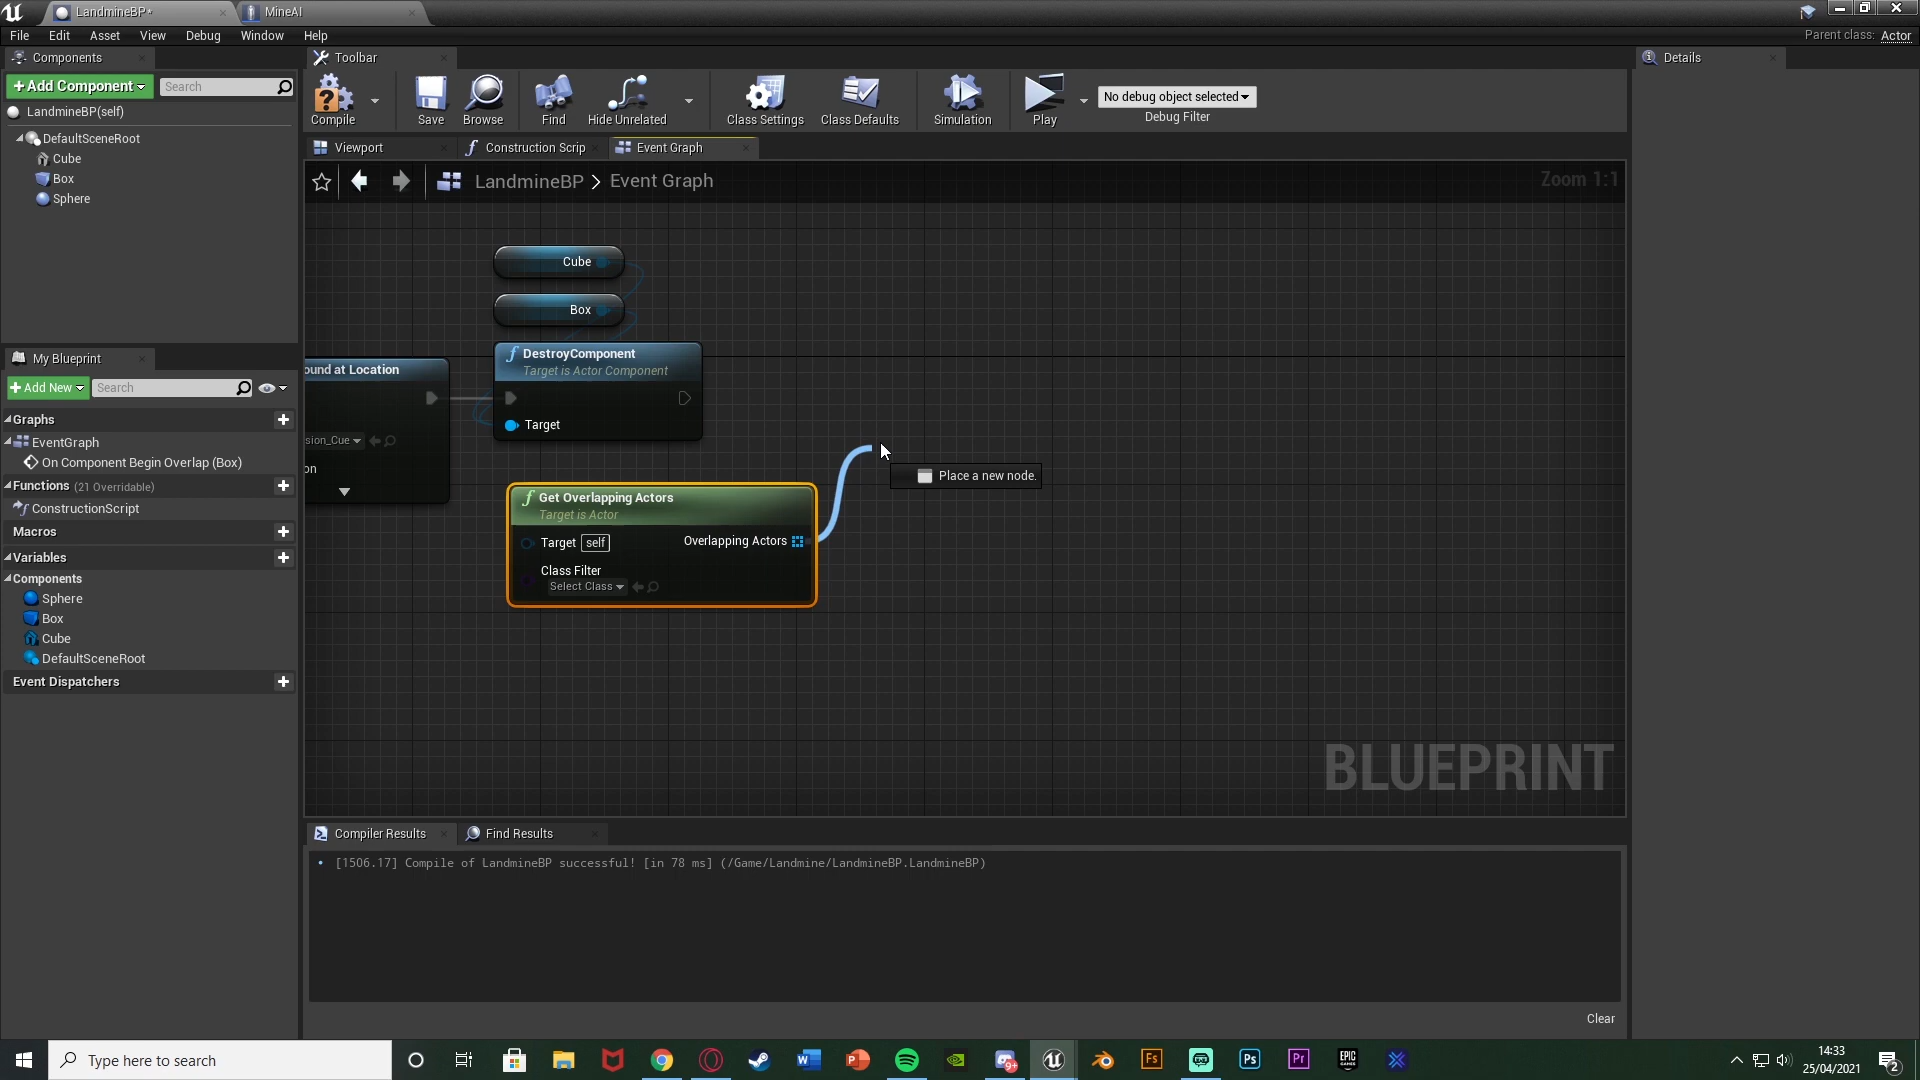 LandmineBP•
MineAI
File Edit Asset View Debug Window Help
Parent class: Actor
Components
Toolbar
Details
+Add Component
Search
LandmineBP(self)
DefaultSceneRoot
Cube
Box
Sphere
Compile
Save
Browse
Find
Hide Unrelated
Class Settings
Class Defaults
Simulation
Play
No debug object selected
Debug Filter
Viewport
Construction Scrip
Event Graph
LandmineBP > Event Graph
Zoom 1:1
Cube
Box
ound at Location
sion_Cue
on
DestroyComponent
Target is Actor Component
Target
Get Overlapping Actors
Target is Actor
Target self
Overlapping Actors
Class Filter
Select Class
Place a new node.
BLUEPRINT
My Blueprint
+Add New
Search
Graphs
EventGraph
On Component Begin Overlap (Box)
Functions (21 Overridable)
ConstructionScript
Macros
Variables
Components
Sphere
Box
Cube
DefaultSceneRoot
Event Dispatchers
Compiler Results
Find Results
[1506.17] Compile of LandmineBP successful! [in 78 ms] (/Game/Landmine/LandmineBP.LandmineBP)
Clear
Type here to search
14:33
25/04/2021